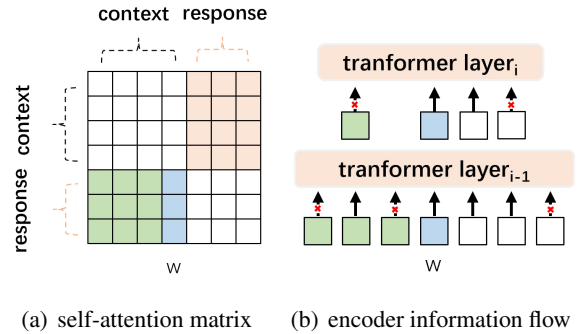 context response
context
response
w
(a) self-attention matrix
tranformer layer_i
tranformer layer_i-1
w
(b) encoder information flow